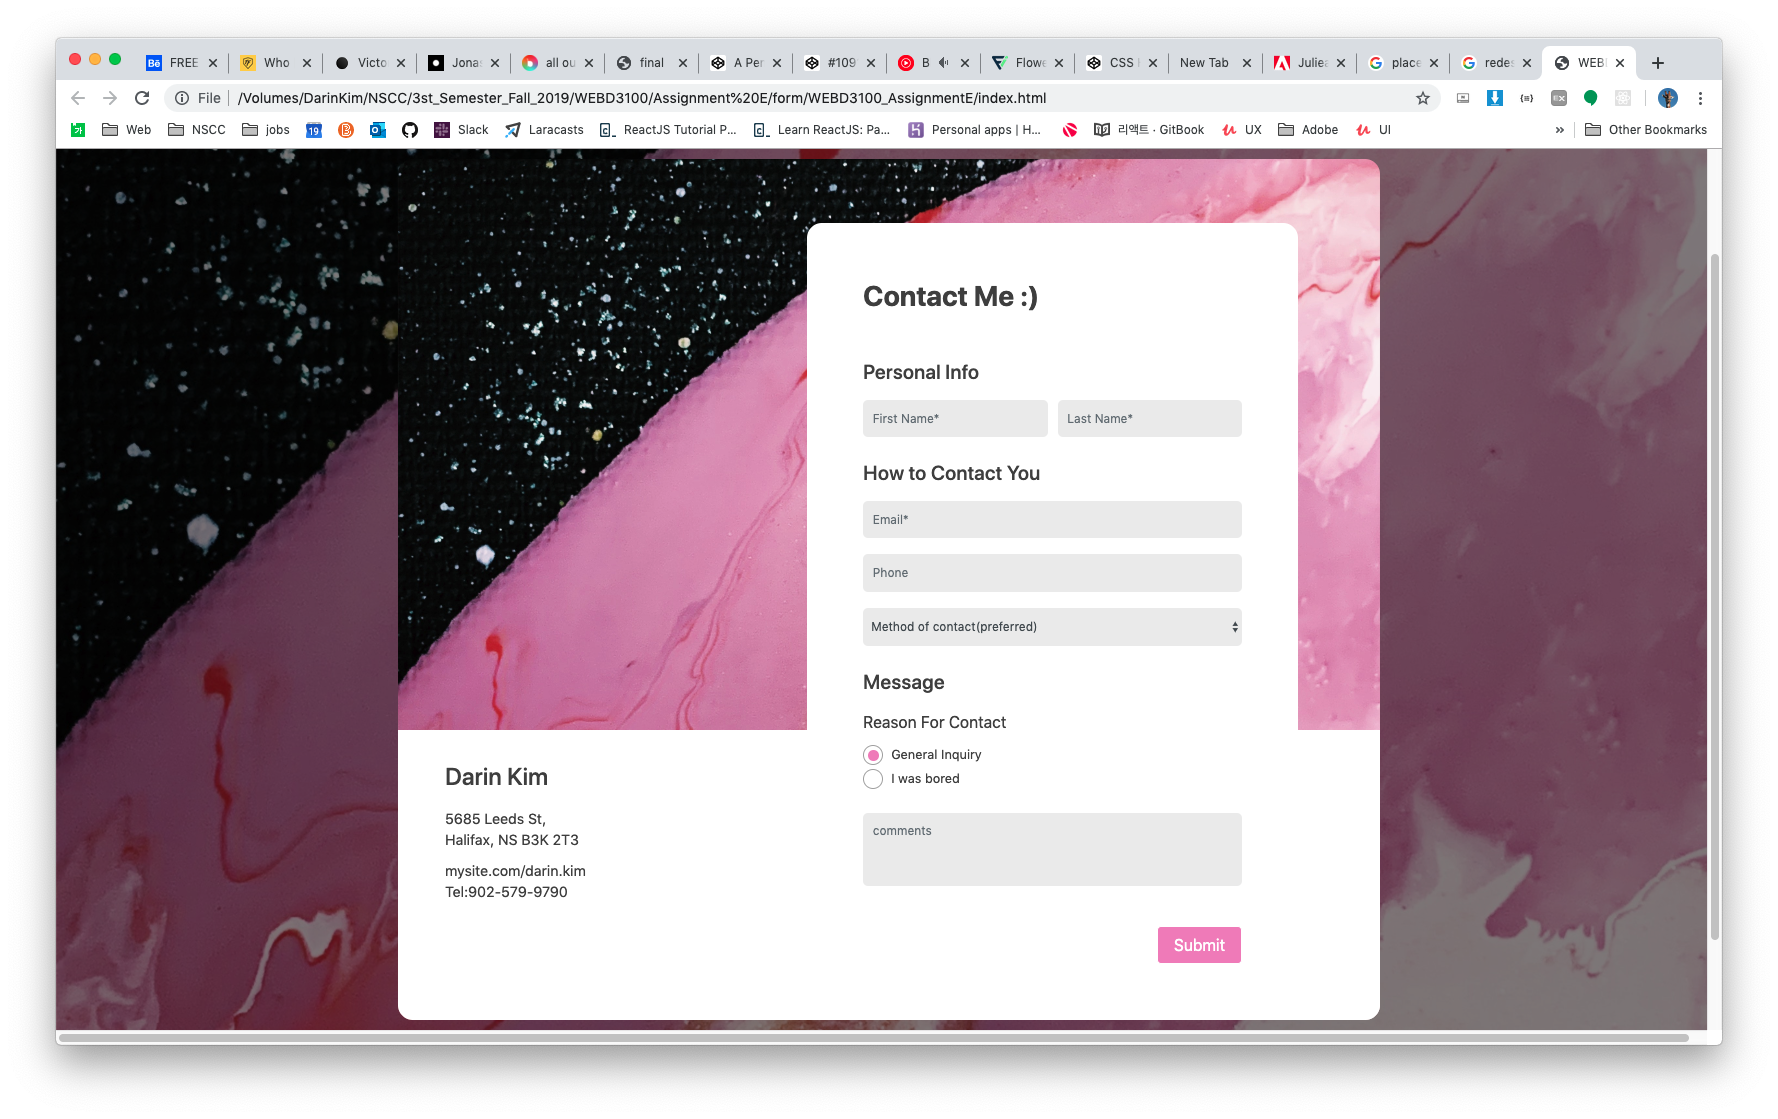 FREE
Who
Victo
Jona
all ou
final
A Per
#109
B
Flowe
CSS
New Tab
Julie
place
redes
WEB
File /Volumes/DarinKim/NSCC/3st_Semester_Fall_2019/WEBD3100/Assignment%20E/form/WEBD3100_AssignmentE/index.html
Web
NSCC
jobs
19
Slack
Laracasts
ReactJS Tutorial P...
Learn ReactJS: Pa...
Personal apps | H...
리액트 · GitBook
UX
Adobe
UI
»
Other Bookmarks
Contact Me :)
Personal Info
First Name* Last Name*
How to Contact You
Email*
Phone
Method of contact(preferred)
Message
Reason For Contact
General Inquiry
I was bored
comments
Submit
Darin Kim
5685 Leeds St,
Halifax, NS B3K 2T3
mysite.com/darin.kim
Tel:902-579-9790